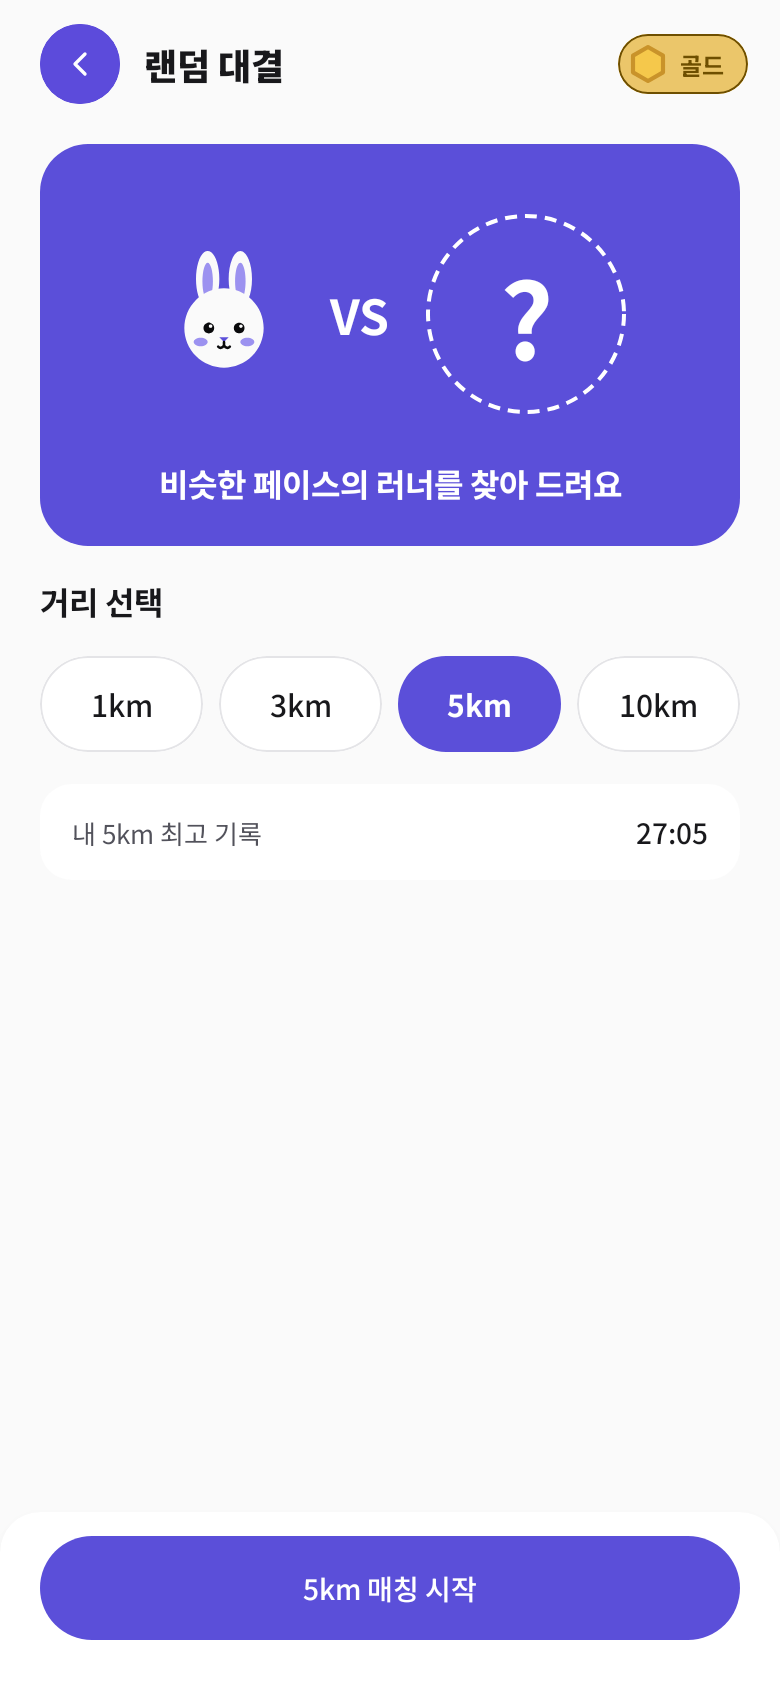 랜덤 대결
골드
VS
?
비슷한 페이스의 러너를 찾아 드려요
거리 선택
1km
3km
5km
10km
내 5km 최고 기록
27:05
5km 매칭 시작